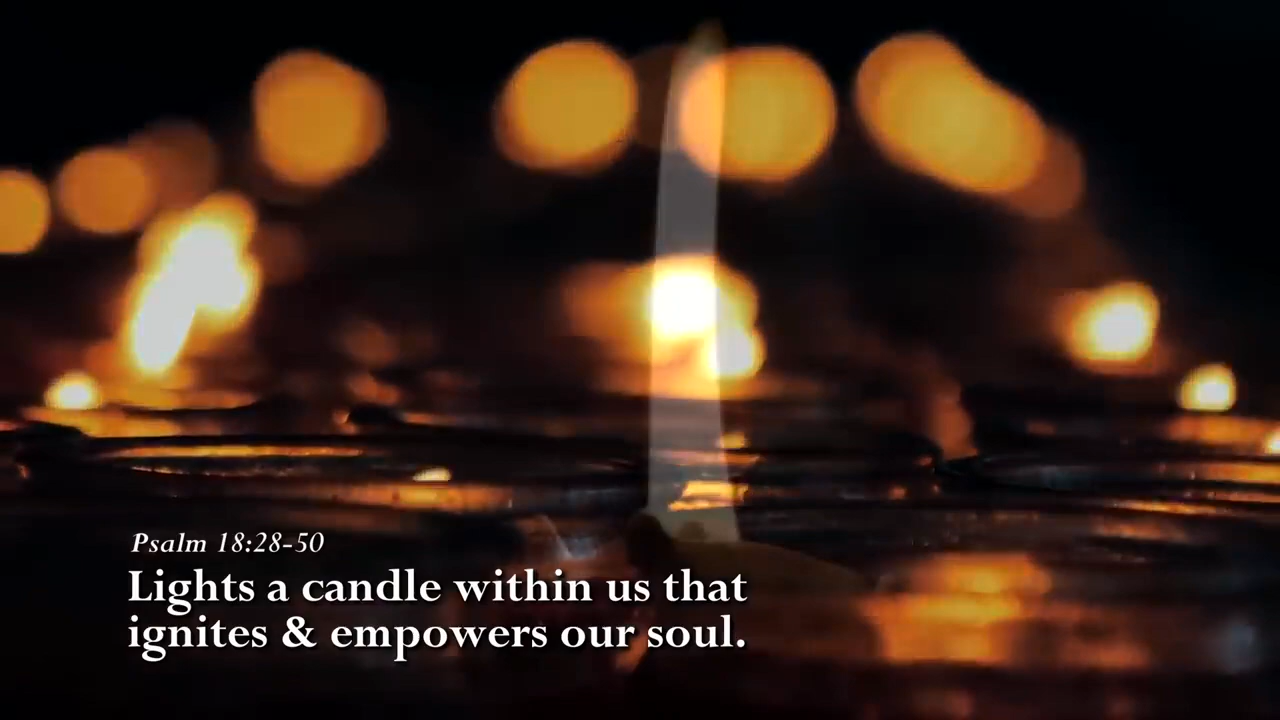 Psalm 18:28-50
Lights a candle within us that
ignites & empowers our soul.